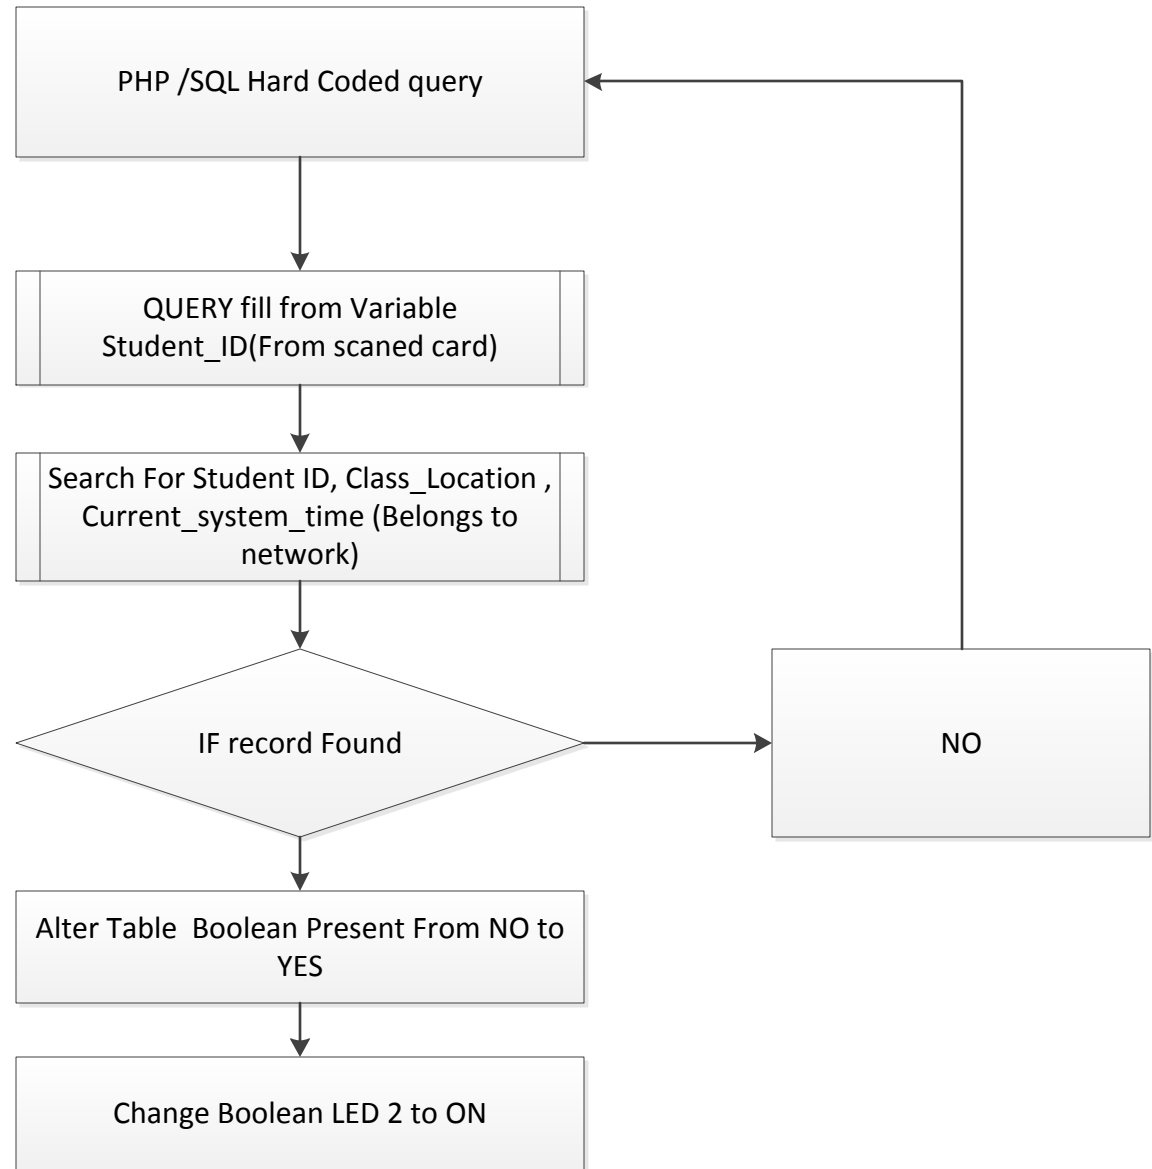 PHP /SQL Hard Coded query
QUERY fill from Variable
Student_ID(From scaned card)
Search For Student ID, Class_Location ,
Current_system_time (Belongs to
network)
IF record Found
NO
Alter Table  Boolean Present From NO to
YES
Change Boolean LED 2 to ON